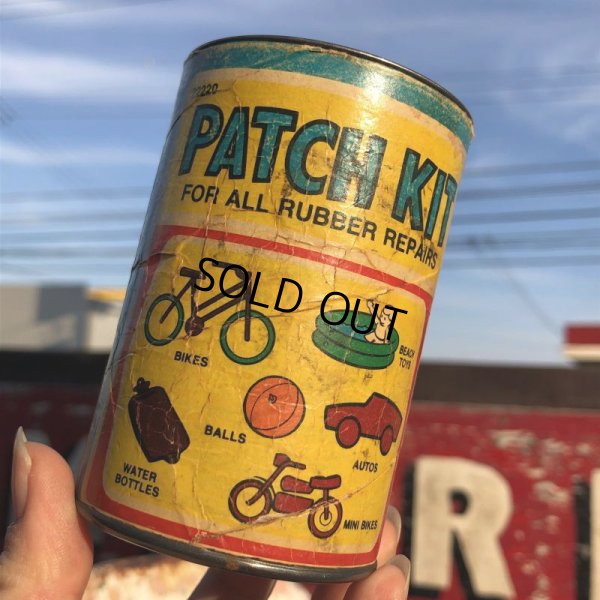 PATCH KIT
FOR ALL RUBBER REPAIRS
SOLD OUT
BIKES
BEACH
TOYS
BALLS
AUTOS
WATER
BOTTLES
MINI BIKES
R